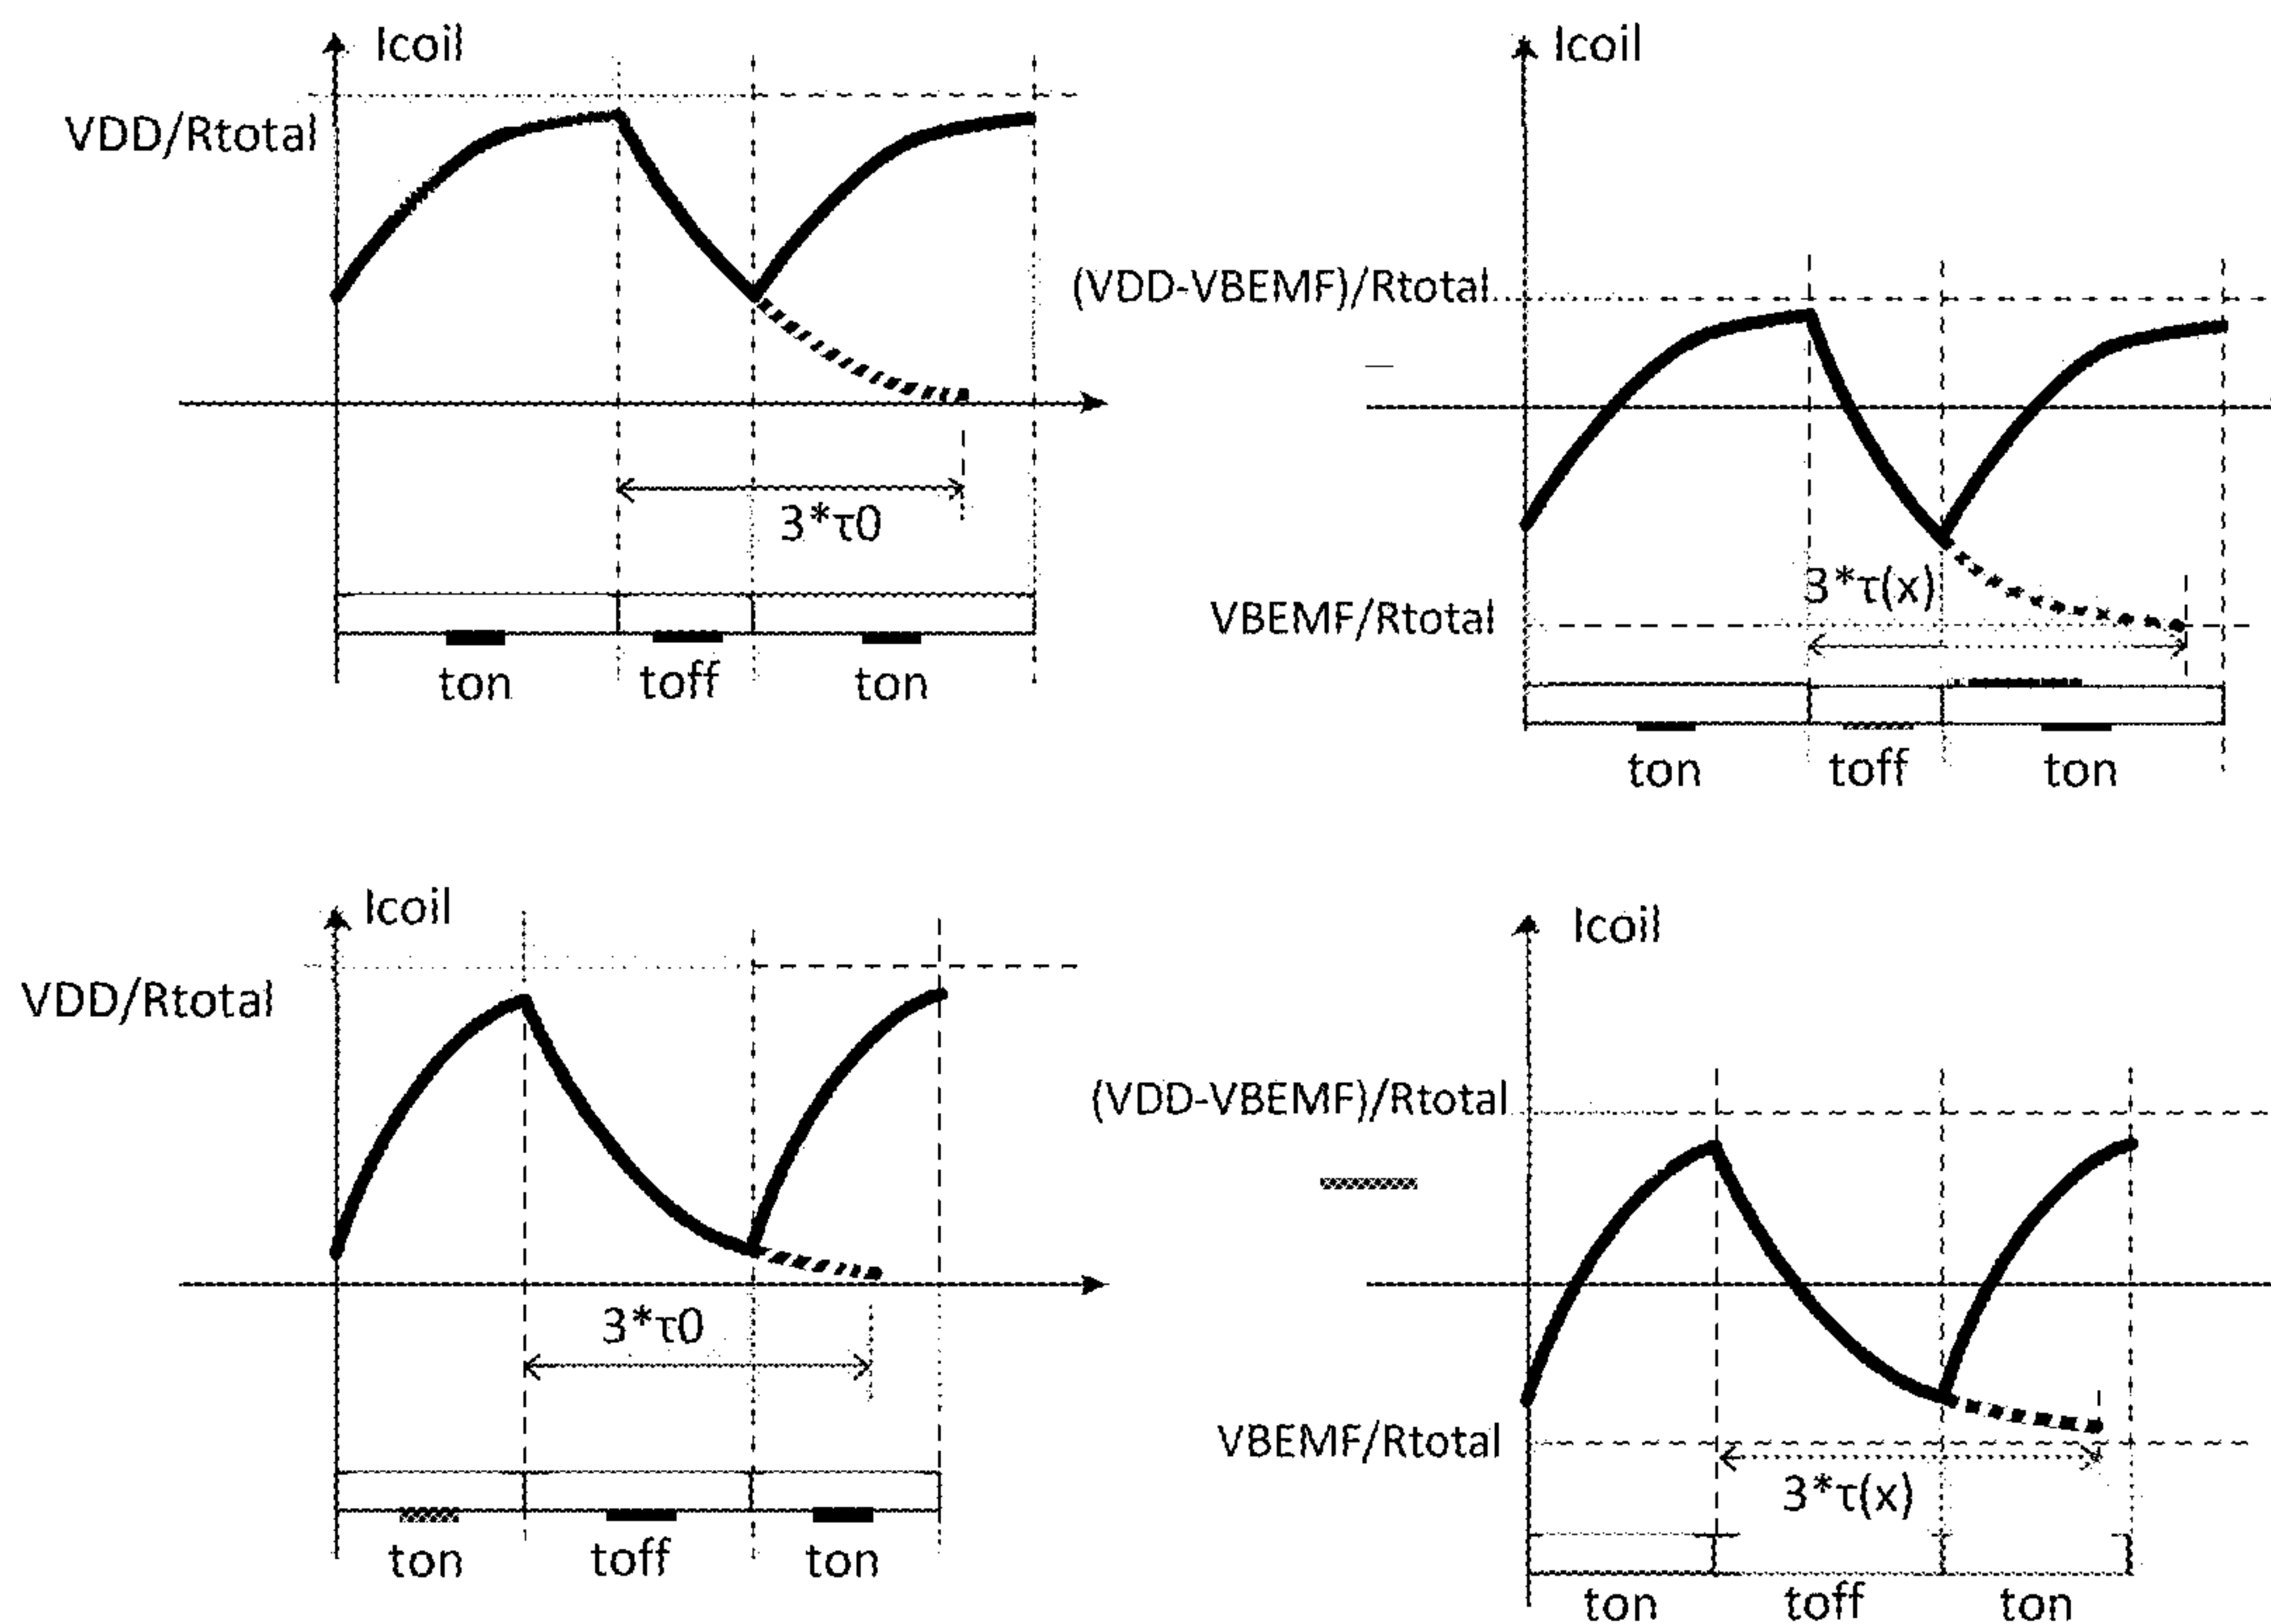 Icoil
VDD/Rtotal
3*τ0
ton toff ton
Icoil
(VDD-VBEMF)/Rtotal
3*τ(x)
VBEMF/Rtotal
ton toff ton
Icoil
VDD/Rtotal
3*τ0
ton toff ton
Icoil
(VDD-VBEMF)/Rtotal
VBEMF/Rtotal
3*τ(x)
ton toff ton